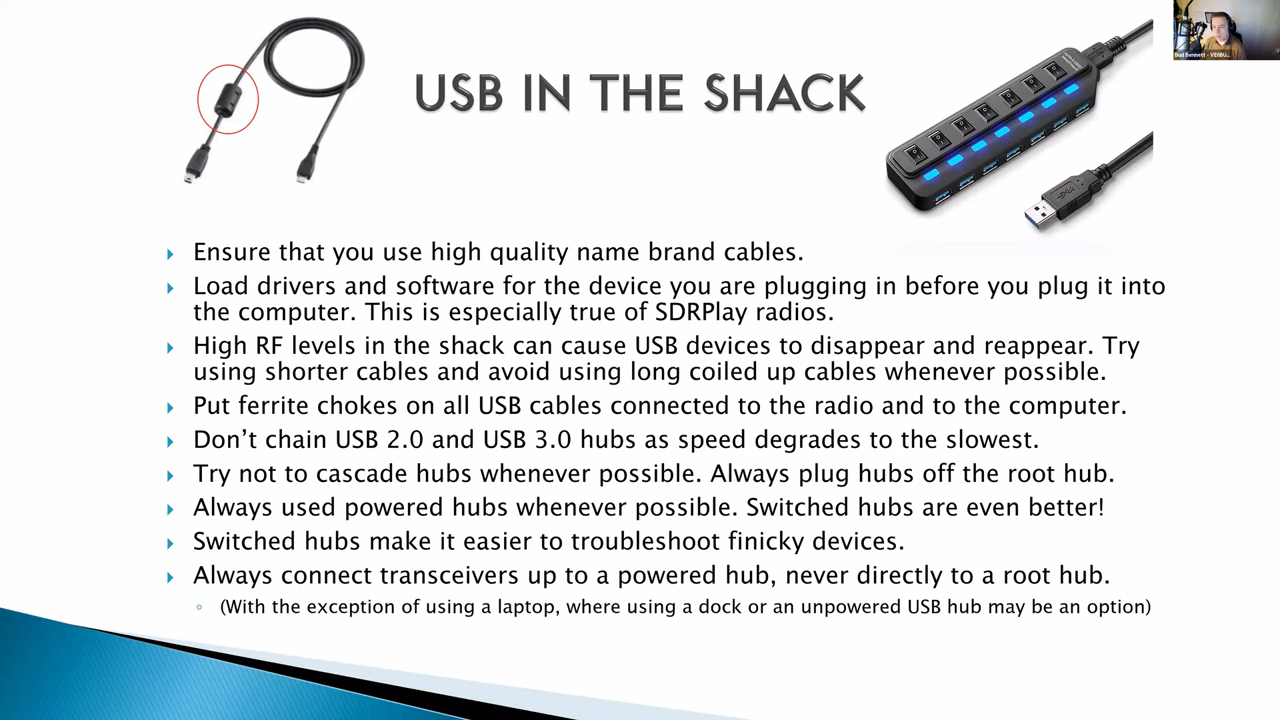 USB IN THE SHACK
Bud Bennett - VE6BU...
Ensure that you use high quality name brand cables.
Load drivers and software for the device you are plugging in before you plug it into
the computer. This is especially true of SDRPlay radios.
High RF levels in the shack can cause USB devices to disappear and reappear. Try
using shorter cables and avoid using long coiled up cables whenever possible.
Put ferrite chokes on all USB cables connected to the radio and to the computer.
Don’t chain USB 2.0 and USB 3.0 hubs as speed degrades to the slowest.
Try not to cascade hubs whenever possible. Always plug hubs off the root hub.
Always used powered hubs whenever possible. Switched hubs are even better!
Switched hubs make it easier to troubleshoot finicky devices.
Always connect transceivers up to a powered hub, never directly to a root hub.
(With the exception of using a laptop, where using a dock or an unpowered USB hub may be an option)